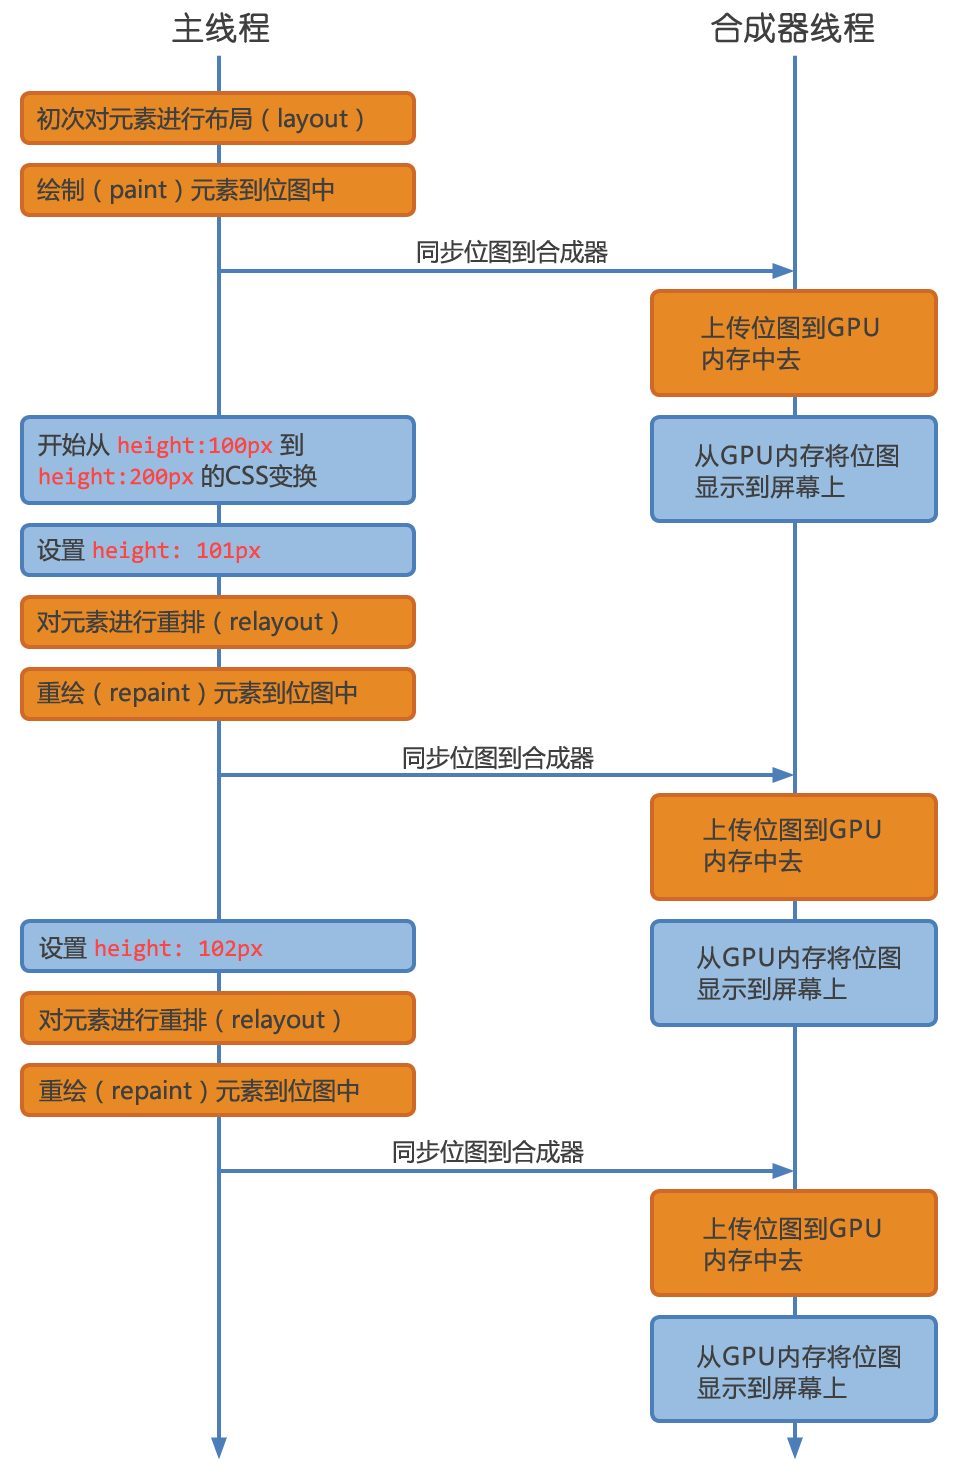 主线程
合成器线程
初次对元素进行布局（layout）
绘制（paint）元素到位图中
同步位图到合成器
上传位图到GPU
内存中去
开始从 height:100px 到
height:200px 的CSS变换
从GPU内存将位图
显示到屏幕上
设置 height: 101px
对元素进行重排（relayout）
重绘（repaint）元素到位图中
同步位图到合成器
上传位图到GPU
内存中去
设置 height: 102px
从GPU内存将位图
显示到屏幕上
对元素进行重排（relayout）
重绘（repaint）元素到位图中
同步位图到合成器
上传位图到GPU
内存中去
从GPU内存将位图
显示到屏幕上